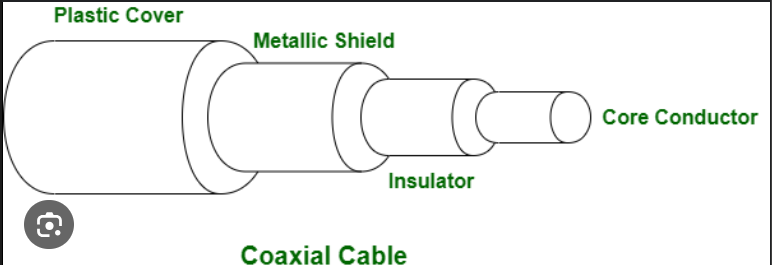 Plastic Cover
Metallic Shield
Core Conductor
Insulator
Coaxial Cable